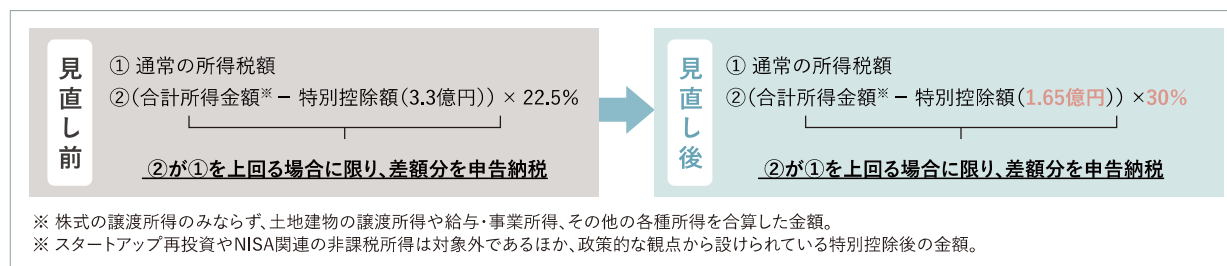 見直し前
① 通常の所得税額
②(合計所得金額※ − 特別控除額(3.3億円)) × 22.5%
②が①を上回る場合に限り、差額分を申告納税
見直し後
① 通常の所得税額
②(合計所得金額※ − 特別控除額(1.65億円)) ×30%
②が①を上回る場合に限り、差額分を申告納税
※ 株式の譲渡所得のみならず、土地建物の譲渡所得や給与・事業所得、その他の各種所得を合算した金額。
※ スタートアップ再投資やNISA関連の非課税所得は対象外であるほか、政策的な観点から設けられている特別控除後の金額。